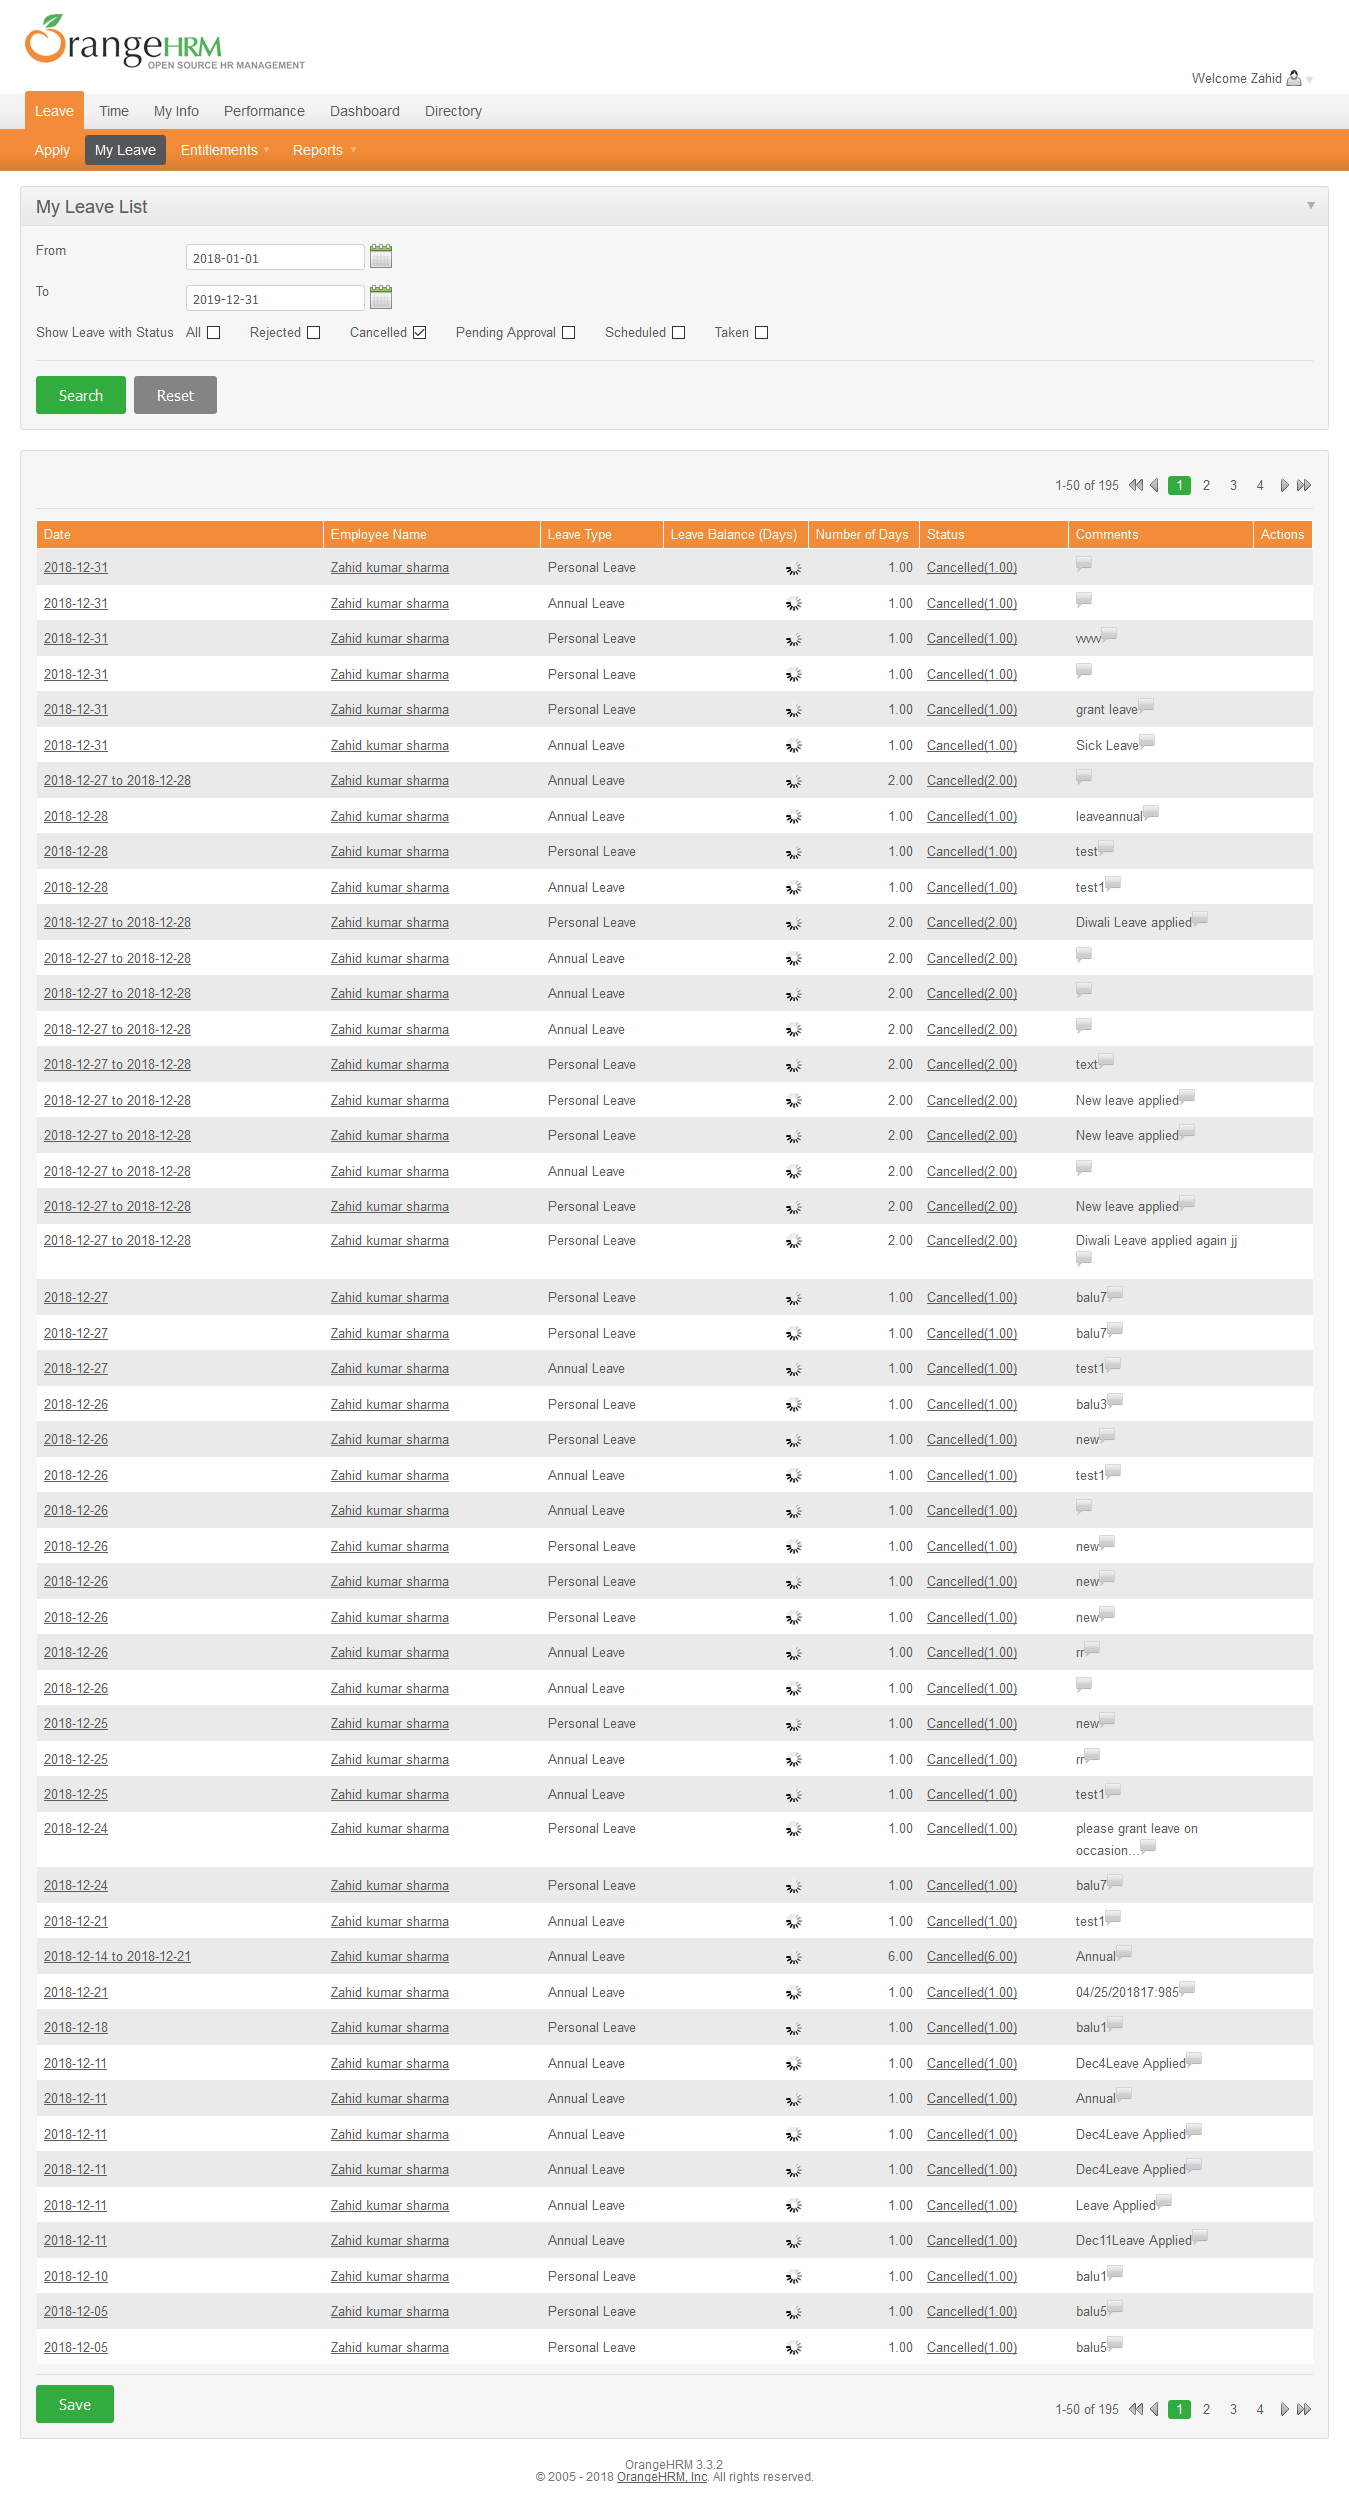 OrangeHRM
OPEN SOURCE HR MANAGEMENT
Welcome Zahid
Leave Time My Info Performance Dashboard Directory
Apply My Leave Entitlements Reports
My Leave List
From 2018-01-01
To 2019-12-31
Show Leave with Status All Rejected Cancelled Pending Approval Scheduled Taken
Search Reset
1-50 of 195 1 2 3 4
Date Employee Name Leave Type Leave Balance (Days) Number of Days Status Comments Actions
2018-12-31 Zahid kumar sharma Personal Leave 1.00 Cancelled(1.00)
2018-12-31 Zahid kumar sharma Annual Leave 1.00 Cancelled(1.00)
2018-12-31 Zahid kumar sharma Personal Leave 1.00 Cancelled(1.00)
2018-12-31 Zahid kumar sharma Personal Leave 1.00 Cancelled(1.00)
2018-12-31 Zahid kumar sharma Personal Leave 1.00 Cancelled(1.00) grant leave
2018-12-31 Zahid kumar sharma Annual Leave 1.00 Cancelled(1.00) Sick Leave
2018-12-27 to 2018-12-28 Zahid kumar sharma Annual Leave 2.00 Cancelled(2.00)
2018-12-28 Zahid kumar sharma Annual Leave 1.00 Cancelled(1.00) leaveannual
2018-12-28 Zahid kumar sharma Personal Leave 1.00 Cancelled(1.00) test
2018-12-28 Zahid kumar sharma Annual Leave 1.00 Cancelled(1.00) test1
2018-12-27 to 2018-12-28 Zahid kumar sharma Personal Leave 2.00 Cancelled(2.00) Diwali Leave applied
2018-12-27 to 2018-12-28 Zahid kumar sharma Annual Leave 2.00 Cancelled(2.00)
2018-12-27 to 2018-12-28 Zahid kumar sharma Annual Leave 2.00 Cancelled(2.00)
2018-12-27 to 2018-12-28 Zahid kumar sharma Annual Leave 2.00 Cancelled(2.00)
2018-12-27 to 2018-12-28 Zahid kumar sharma Personal Leave 2.00 Cancelled(2.00) text
2018-12-27 to 2018-12-28 Zahid kumar sharma Personal Leave 2.00 Cancelled(2.00) New leave applied
2018-12-27 to 2018-12-28 Zahid kumar sharma Personal Leave 2.00 Cancelled(2.00) New leave applied
2018-12-27 to 2018-12-28 Zahid kumar sharma Annual Leave 2.00 Cancelled(2.00)
2018-12-27 to 2018-12-28 Zahid kumar sharma Personal Leave 2.00 Cancelled(2.00) New leave applied
2018-12-27 to 2018-12-28 Zahid kumar sharma Personal Leave 2.00 Cancelled(2.00) Diwali Leave applied again jj
2018-12-27 Zahid kumar sharma Personal Leave 1.00 Cancelled(1.00) balu7
2018-12-27 Zahid kumar sharma Personal Leave 1.00 Cancelled(1.00) balu7
2018-12-27 Zahid kumar sharma Annual Leave 1.00 Cancelled(1.00) test1
2018-12-26 Zahid kumar sharma Personal Leave 1.00 Cancelled(1.00) balu3
2018-12-26 Zahid kumar sharma Personal Leave 1.00 Cancelled(1.00) new
2018-12-26 Zahid kumar sharma Annual Leave 1.00 Cancelled(1.00) test1
2018-12-26 Zahid kumar sharma Annual Leave 1.00 Cancelled(1.00)
2018-12-26 Zahid kumar sharma Personal Leave 1.00 Cancelled(1.00) new
2018-12-26 Zahid kumar sharma Personal Leave 1.00 Cancelled(1.00) new
2018-12-26 Zahid kumar sharma Personal Leave 1.00 Cancelled(1.00) new
2018-12-26 Zahid kumar sharma Annual Leave 1.00 Cancelled(1.00) rr
2018-12-26 Zahid kumar sharma Annual Leave 1.00 Cancelled(1.00)
2018-12-25 Zahid kumar sharma Personal Leave 1.00 Cancelled(1.00) new
2018-12-25 Zahid kumar sharma Annual Leave 1.00 Cancelled(1.00) rr
2018-12-25 Zahid kumar sharma Annual Leave 1.00 Cancelled(1.00) test1
2018-12-24 Zahid kumar sharma Personal Leave 1.00 Cancelled(1.00) please grant leave on
occasion...
2018-12-24 Zahid kumar sharma Personal Leave 1.00 Cancelled(1.00) balu7
2018-12-21 Zahid kumar sharma Annual Leave 1.00 Cancelled(1.00) test1
2018-12-14 to 2018-12-21 Zahid kumar sharma Annual Leave 6.00 Cancelled(6.00) Annual
2018-12-21 Zahid kumar sharma Annual Leave 1.00 Cancelled(1.00) 04/25/201817:985
2018-12-18 Zahid kumar sharma Personal Leave 1.00 Cancelled(1.00) balu1
2018-12-11 Zahid kumar sharma Annual Leave 1.00 Cancelled(1.00) Dec4Leave Applied
2018-12-11 Zahid kumar sharma Annual Leave 1.00 Cancelled(1.00) Annual
2018-12-11 Zahid kumar sharma Annual Leave 1.00 Cancelled(1.00) Dec4Leave Applied
2018-12-11 Zahid kumar sharma Annual Leave 1.00 Cancelled(1.00) Dec4Leave Applied
2018-12-11 Zahid kumar sharma Annual Leave 1.00 Cancelled(1.00) Leave Applied
2018-12-11 Zahid kumar sharma Annual Leave 1.00 Cancelled(1.00) Dec11Leave Applied
2018-12-10 Zahid kumar sharma Personal Leave 1.00 Cancelled(1.00) balu1
2018-12-05 Zahid kumar sharma Personal Leave 1.00 Cancelled(1.00) balu5
2018-12-05 Zahid kumar sharma Personal Leave 1.00 Cancelled(1.00) balu5
Save
1-50 of 195 1 2 3 4
OrangeHRM 3.3.2
© 2005 - 2018 OrangeHRM, Inc. All rights reserved.